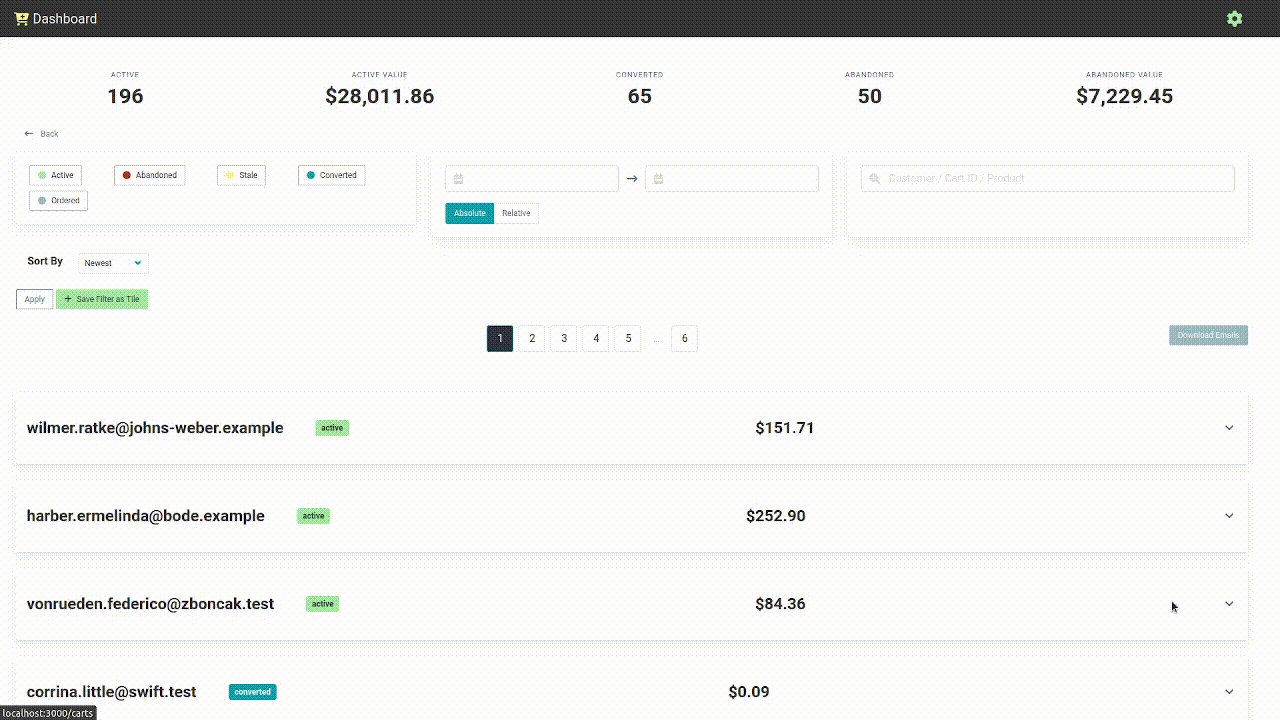 Dashboard
ACTIVE
196
ACTIVE VALUE
$28,011.86
CONVERTED
65
ABANDONED
50
ABANDONED VALUE
$7,229.45
Back
Active
Abandoned
Stale
Converted
Ordered
Absolute
Relative
Customer / Cart ID / Product
Sort By
Newest
Apply
+ Save Filter as Tile
1 2 3 4 5 ... 6
Download Emails
wilmer.ratke@johns-weber.example active $151.71
harber.ermelinda@bode.example active $252.90
vonrueden.federico@zboncak.test active $84.36
corrina.little@swift.test converted $0.09
localhost:3000/carts